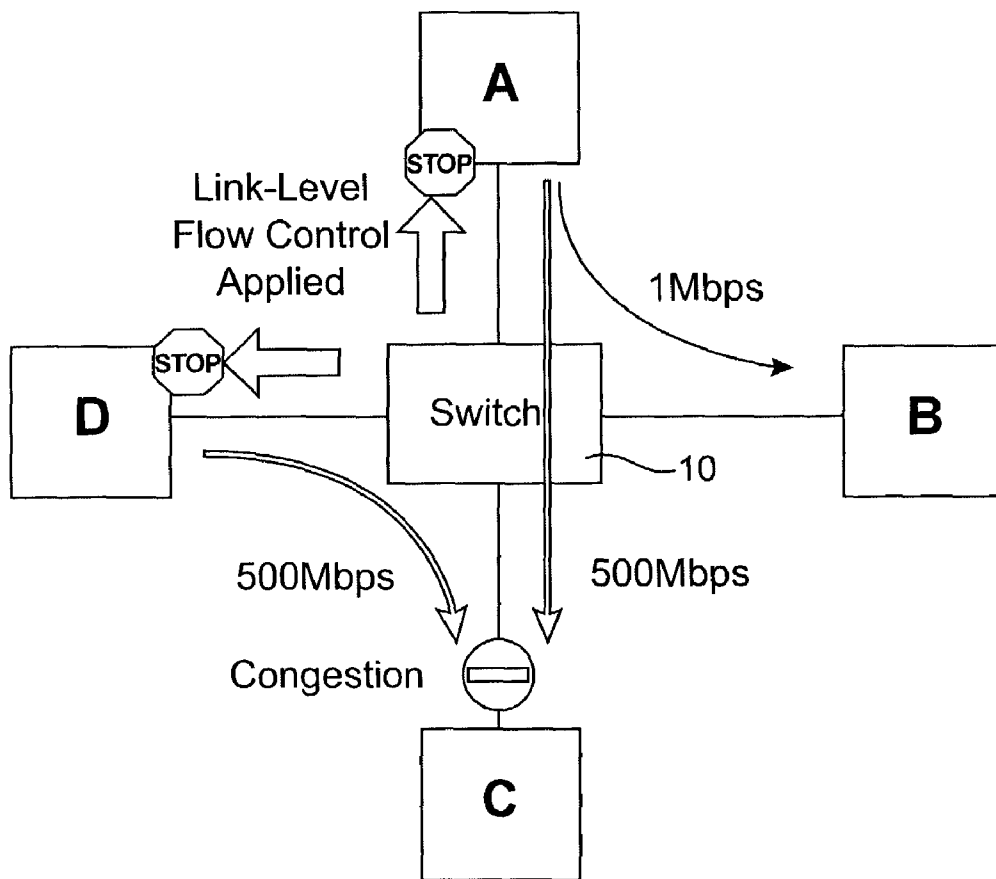 A
STOP
Link-Level
Flow Control
Applied
1Mbps
STOP
D
Switch
B
10
500Mbps
500Mbps
Congestion
C